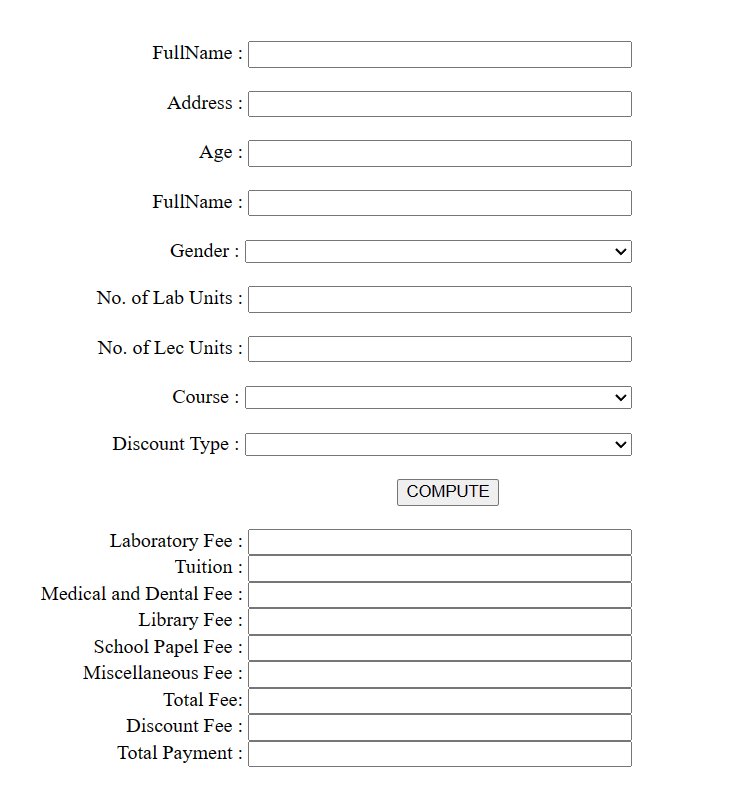 FullName :
Address :
Age :
FullName :
Gender :
No. of Lab Units :
No. of Lec Units :
Course :
Discount Type :
COMPUTE
Laboratory Fee :
Tuition :
Medical and Dental Fee :
Library Fee :
School Papel Fee :
Miscellaneous Fee :
Total Fee:
Discount Fee :
Total Payment :